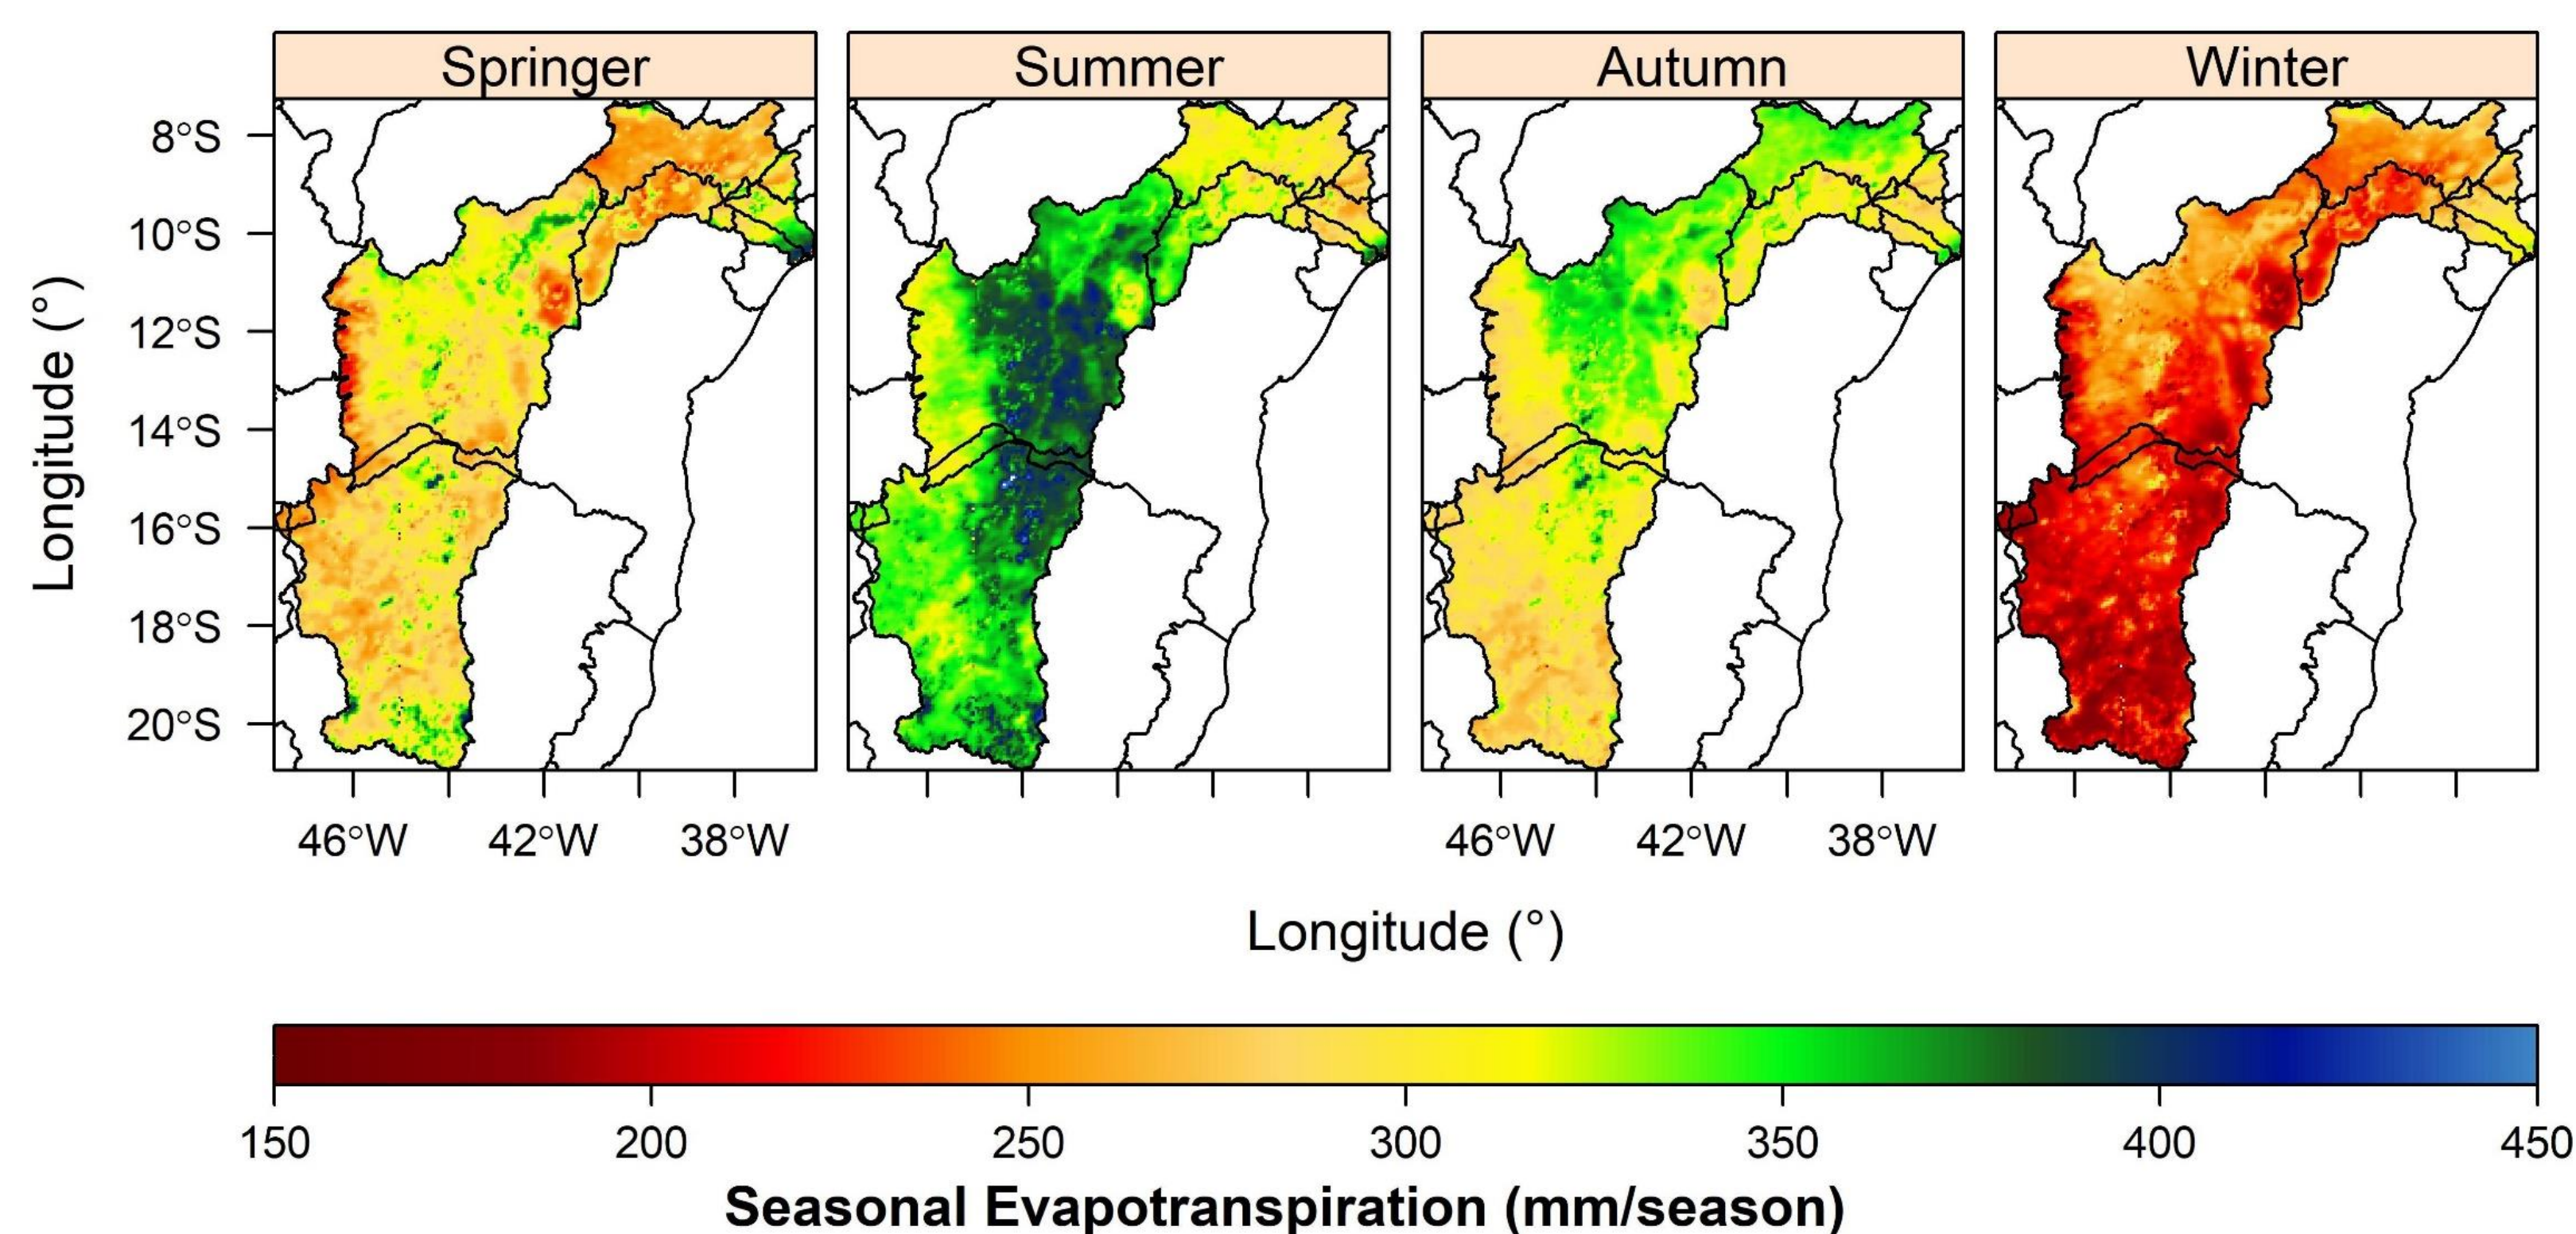 Springer Summer Autumn Winter
8°S
10°S
12°S
14°S
16°S
18°S
20°S
Longitude (°)
46°W 42°W 38°W 46°W 42°W 38°W
Longitude (°)
150 200 250 300 350 400 450
Seasonal Evapotranspiration (mm/season)